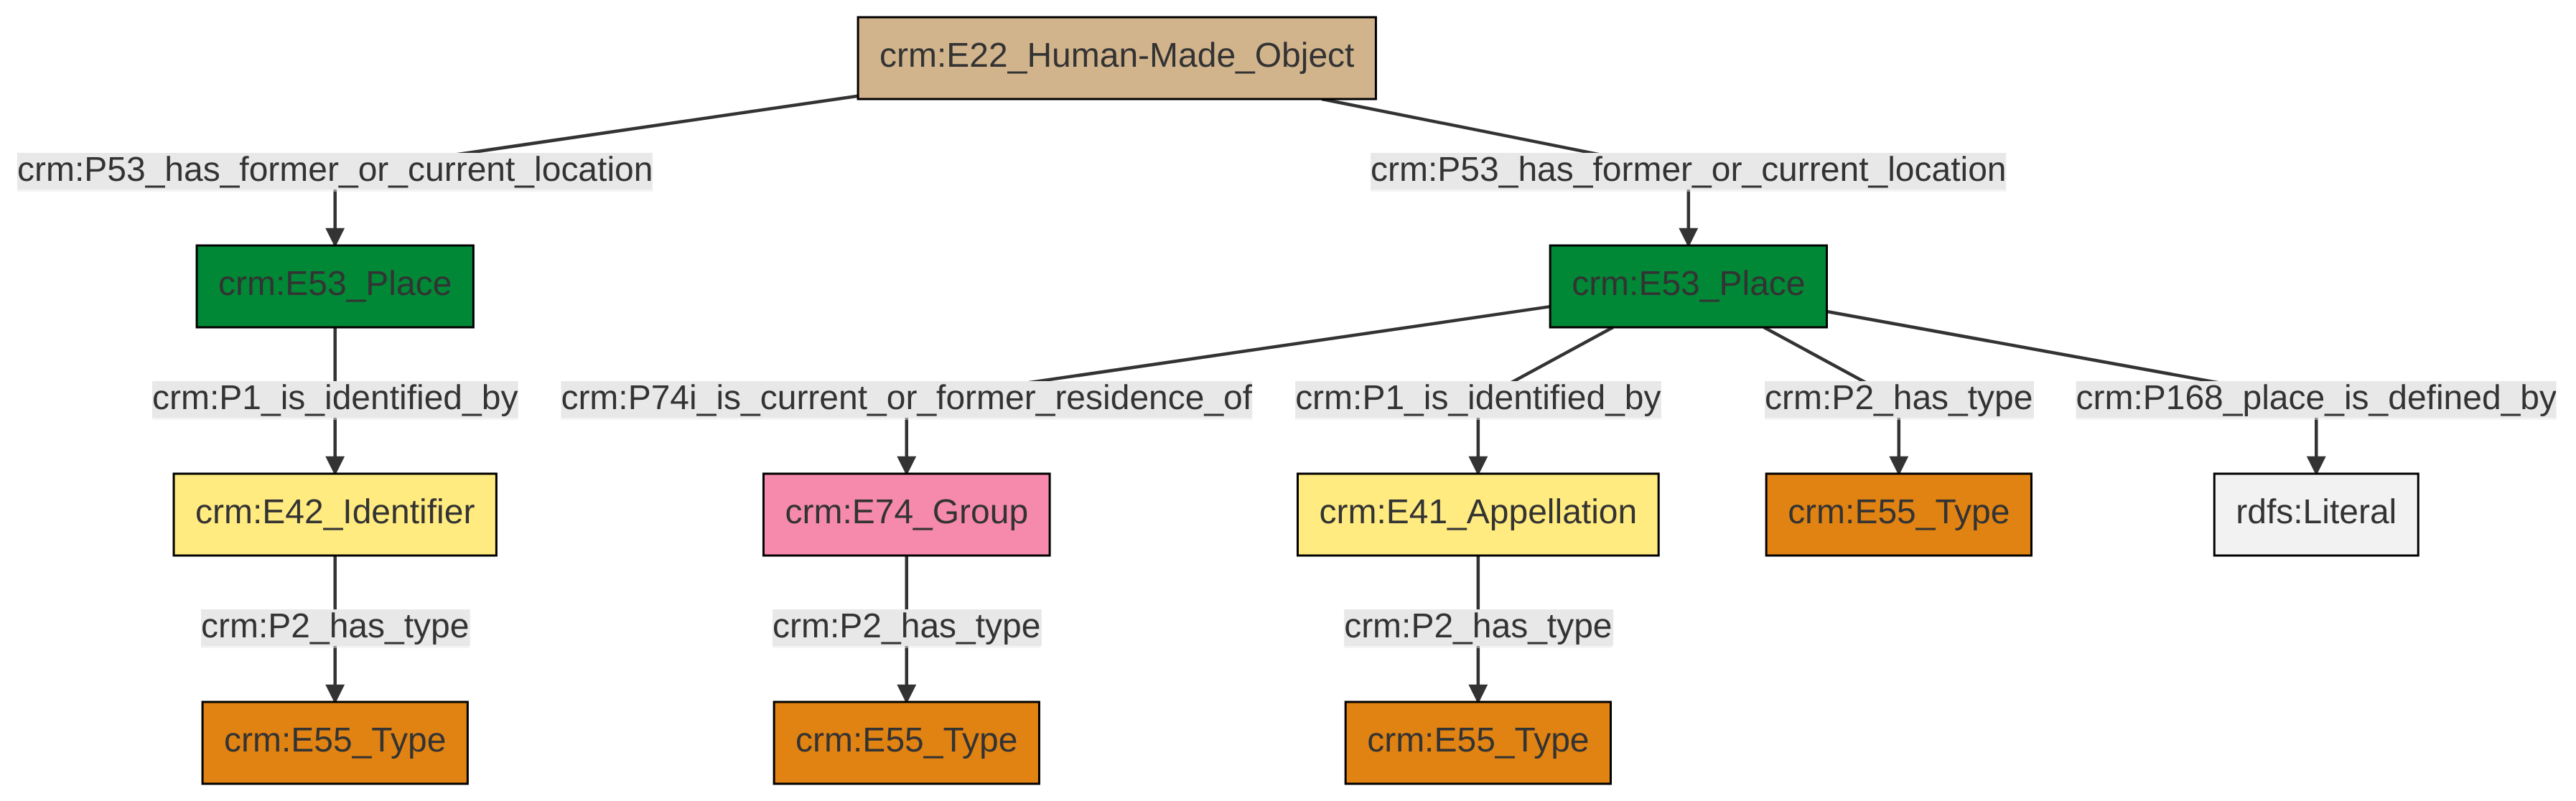 crm:E22_Human-Made_Object
crm:P53_has_former_or_current_location
crm:P53_has_former_or_current_location
crm:E53_Place
crm:E53_Place
crm:P1_is_identified_by
crm:P74i_is_current_or_former_residence_of
crm:P1_is_identified_by
crm:P2_has_type
crm:P168_place_is_defined_by
crm:E42_Identifier
crm:E74_Group
crm:E41_Appellation
crm:E55_Type
rdfs:Literal
crm:P2_has_type
crm:P2_has_type
crm:P2_has_type
crm:E55_Type
crm:E55_Type
crm:E55_Type